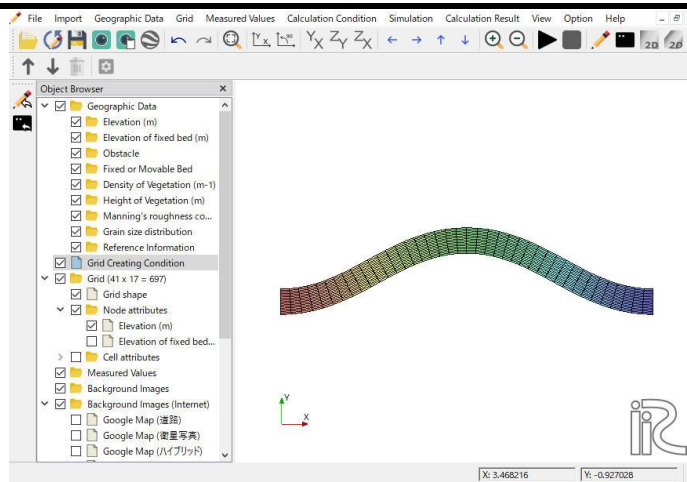 File Import Geographic Data Grid Measured Values Calculation Condition Simulation Calculation Result View Option Help
Y X Y X Z Y Z X 2D 2D
Object Browser
Geographic Data
Elevation (m)
Elevation of fixed bed (m)
Obstacle
Fixed or Movable Bed
Density of Vegetation (m-1)
Height of Vegetation (m)
Manning's roughness co...
Grain size distribution
Reference Information
Grid Creating Condition
Grid (41 x 17 = 697)
Grid shape
Node attributes
Elevation (m)
Elevation of fixed bed...
Cell attributes
Measured Values
Background Images
Background Images (Internet)
Google Map (道路)
Google Map (衛星写真)
Google Map (ハイブリッド)
Y
X
iRIC
X: 3.468216 Y: -0.927028